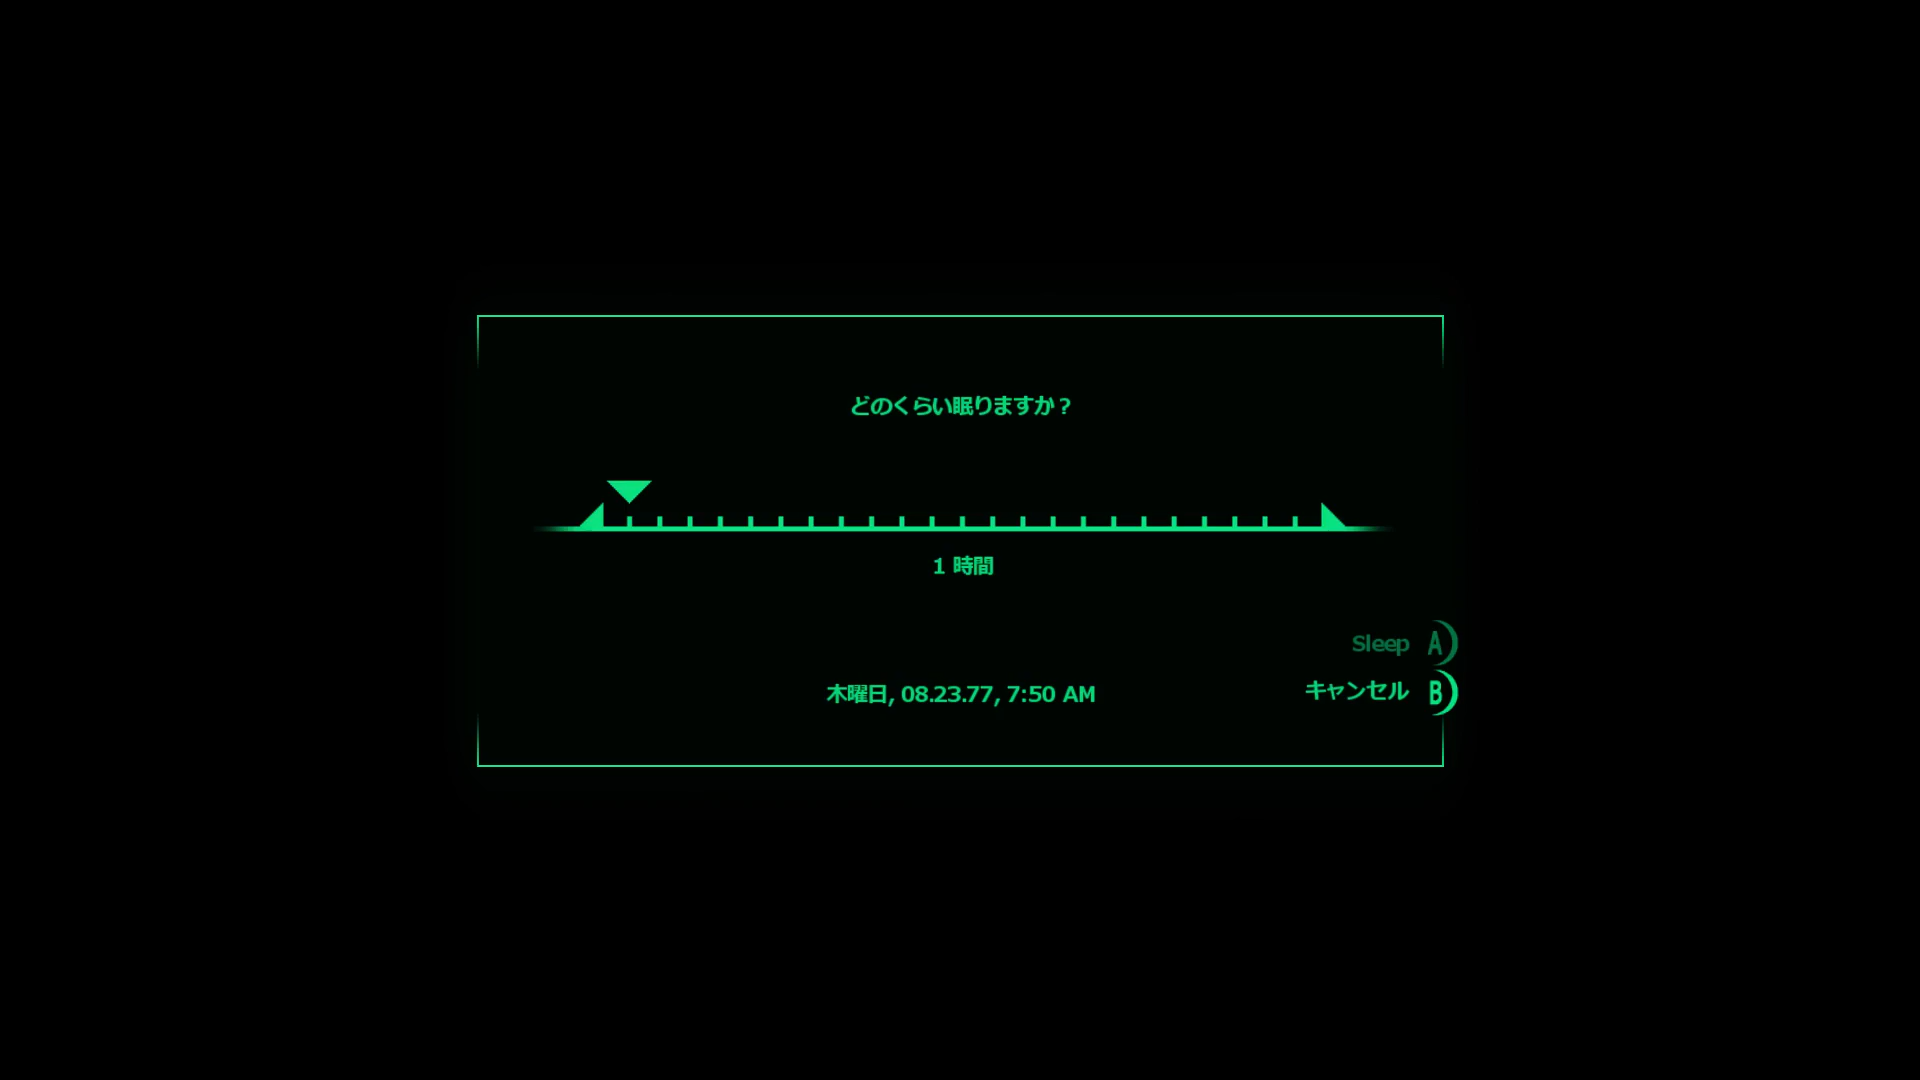 どのくらい眠りますか？
1 時間
Sleep A)
キャンセル B)
木曜日, 08.23.77, 7:50 AM